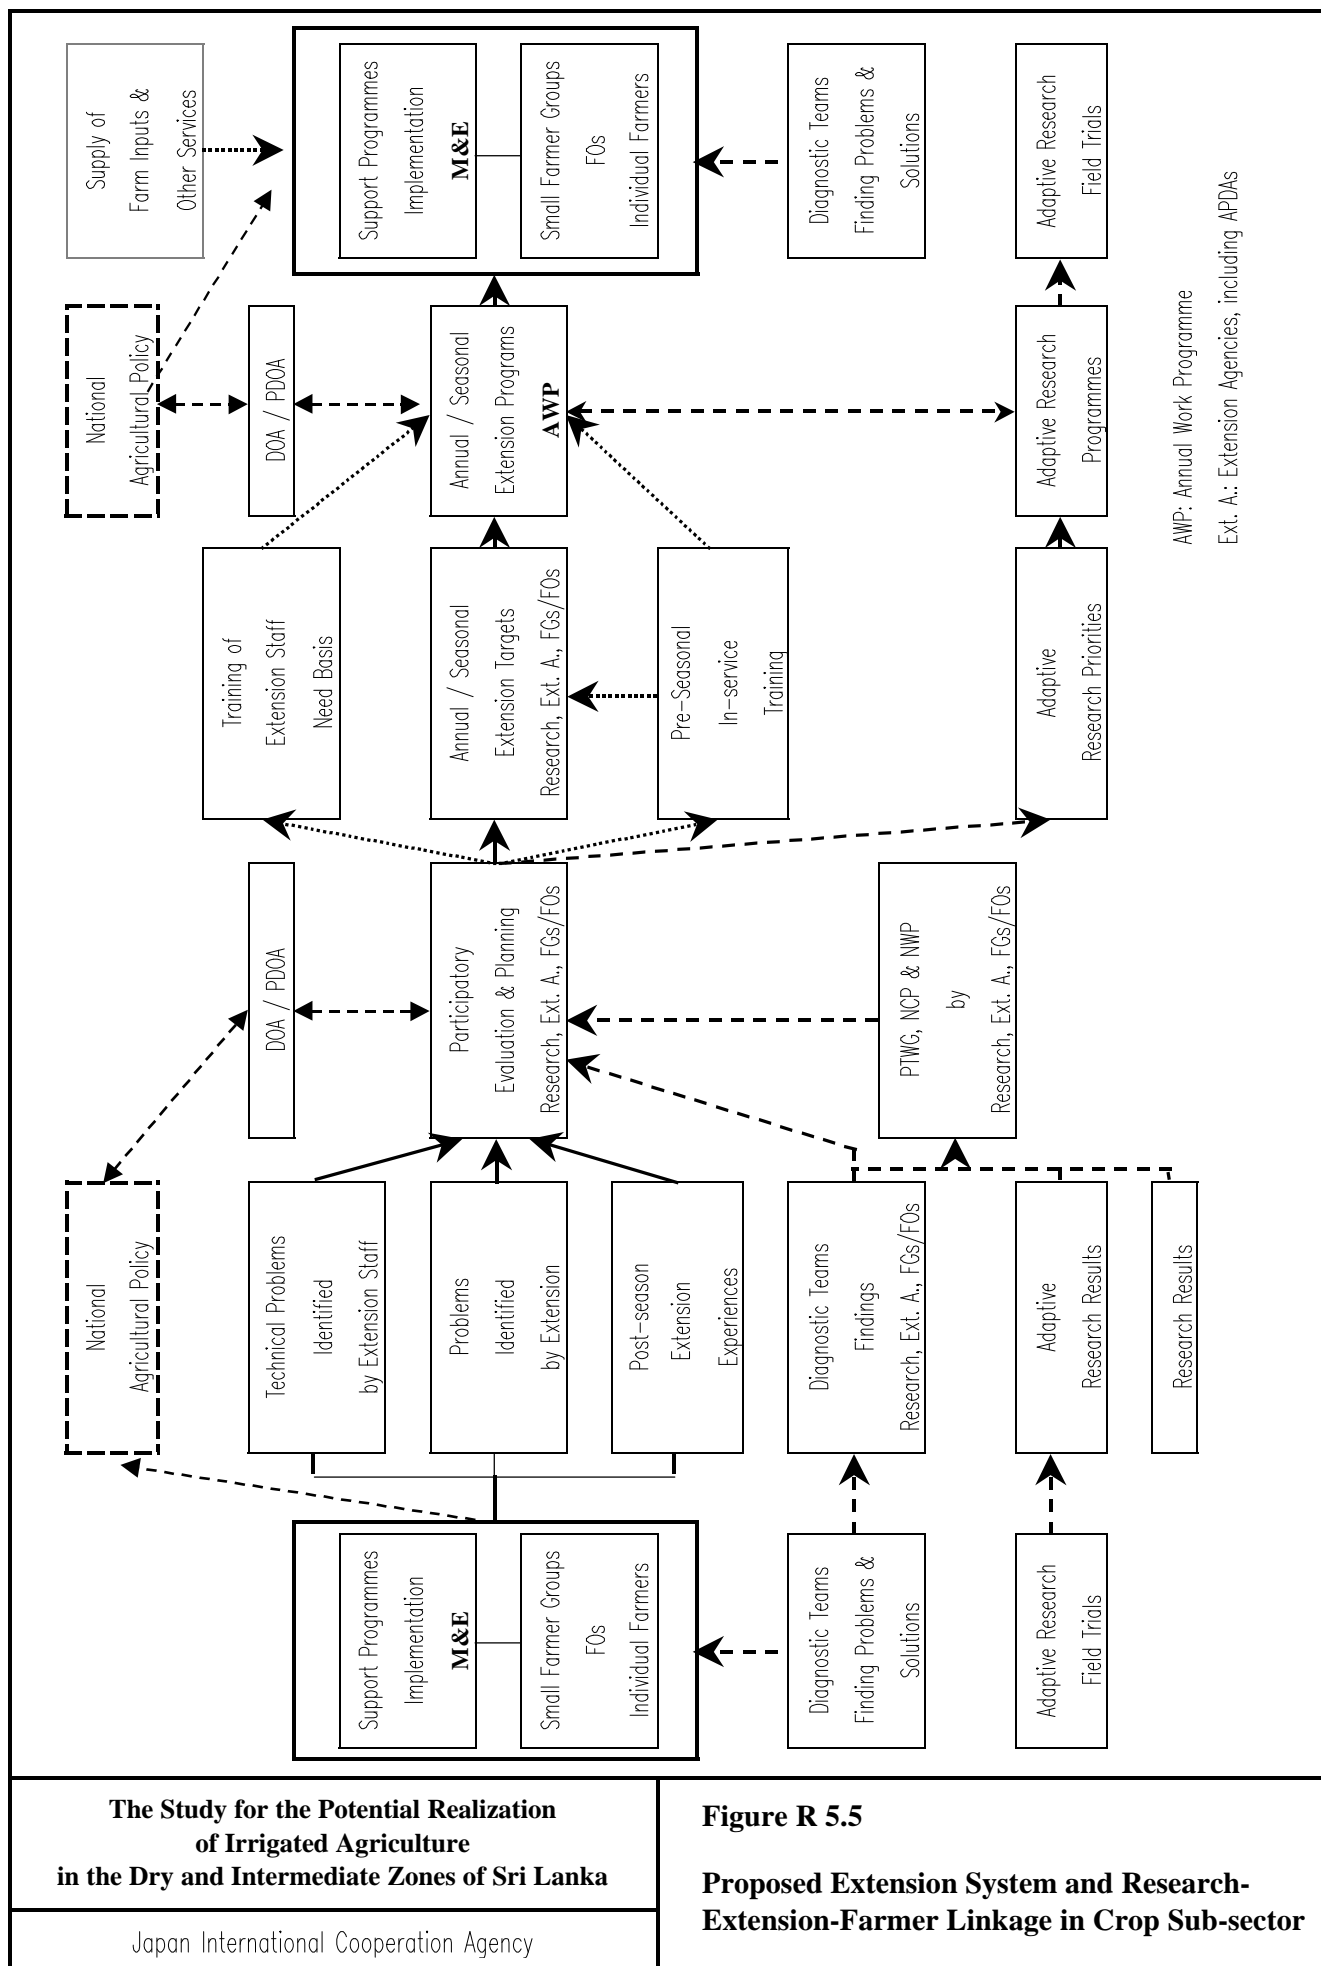 National
Agricultural Policy
National
Agricultural Policy
Supply of
Farm Inputs &
Other Services
DOA / PDOA
DOA / PDOA
Training of
Extension Staff
Need Basis
Support Programmes
Implementation
M&E
Small Farmer Groups
FOs
Individual Farmers
Technical Problems
Identified
by Extension Staff
Problems
Identified
by Extension
Post-season
Extension
Experiences
Participatory
Evaluation & Planning
Research, Ext. A., FGs/FOs
Annual / Seasonal
Extension Targets
Research, Ext. A., FGs/FOs
Annual / Seasonal
Extension Programs
AWP
Support Programmes
Implementation
M&E
Small Farmer Groups
FOs
Individual Farmers
Pre-Seasonal
In-service
Training
Diagnostic Teams
Finding Problems &
Solutions
Diagnostic Teams
Findings
Research, Ext. A., FGs/FOs
PTWG, NCP & NWP
by
Research, Ext. A., FGs/FOs
Diagnostic Teams
Finding Problems &
Solutions
Adaptive Research
Field Trials
Adaptive
Research Results
Research Results
Adaptive
Research Priorities
Adaptive Research
Programmes
Adaptive Research
Field Trials
AWP: Annual Work Programme
Ext. A.: Extension Agencies, including APDAs
The Study for the Potential Realization
of Irrigated Agriculture
in the Dry and Intermediate Zones of Sri Lanka
Japan International Cooperation Agency
Figure R 5.5
Proposed Extension System and Research-
Extension-Farmer Linkage in Crop Sub-sector